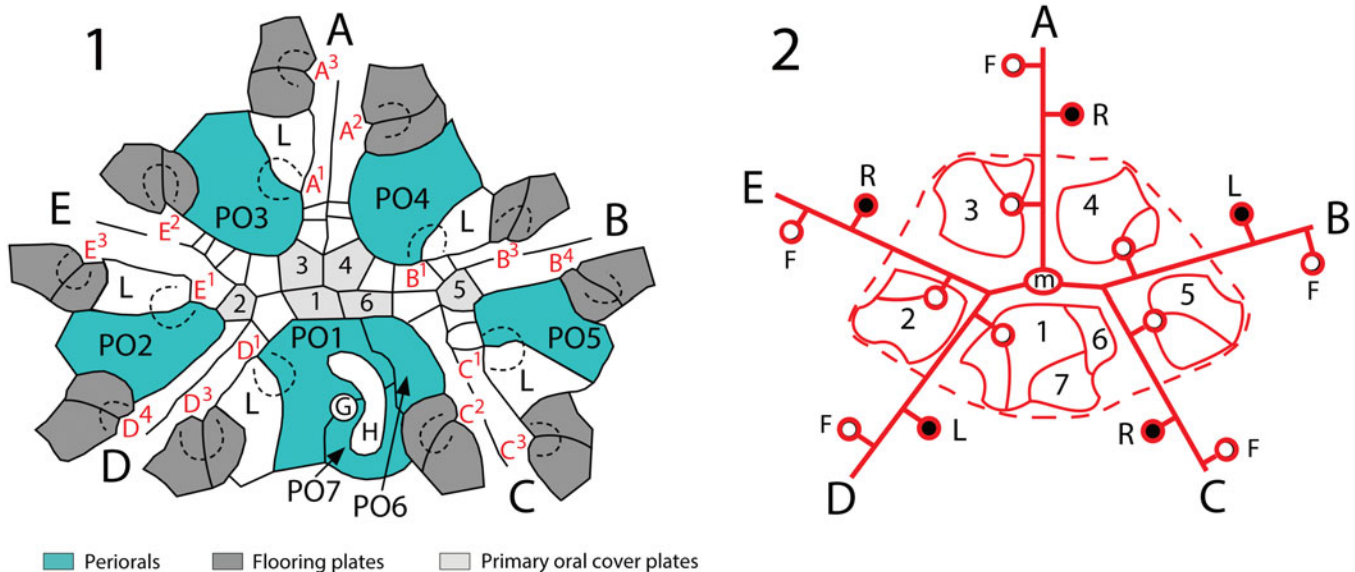 1
A
A³
A²
L
A¹
PO3
PO4
E
E²
E³
E¹
L
B
L
B¹
B³
B⁴
3
4
2
1
6
5
PO2
PO1
PO5
D¹
L
L
C¹
G
H
C²
C³
D³
D⁴
D
PO7
PO6
C
Periorals
Flooring plates
Primary oral cover plates
2
A
F
R
E
R
F
L
B
F
3
4
m
2
1
5
6
7
F
L
R
F
D
C